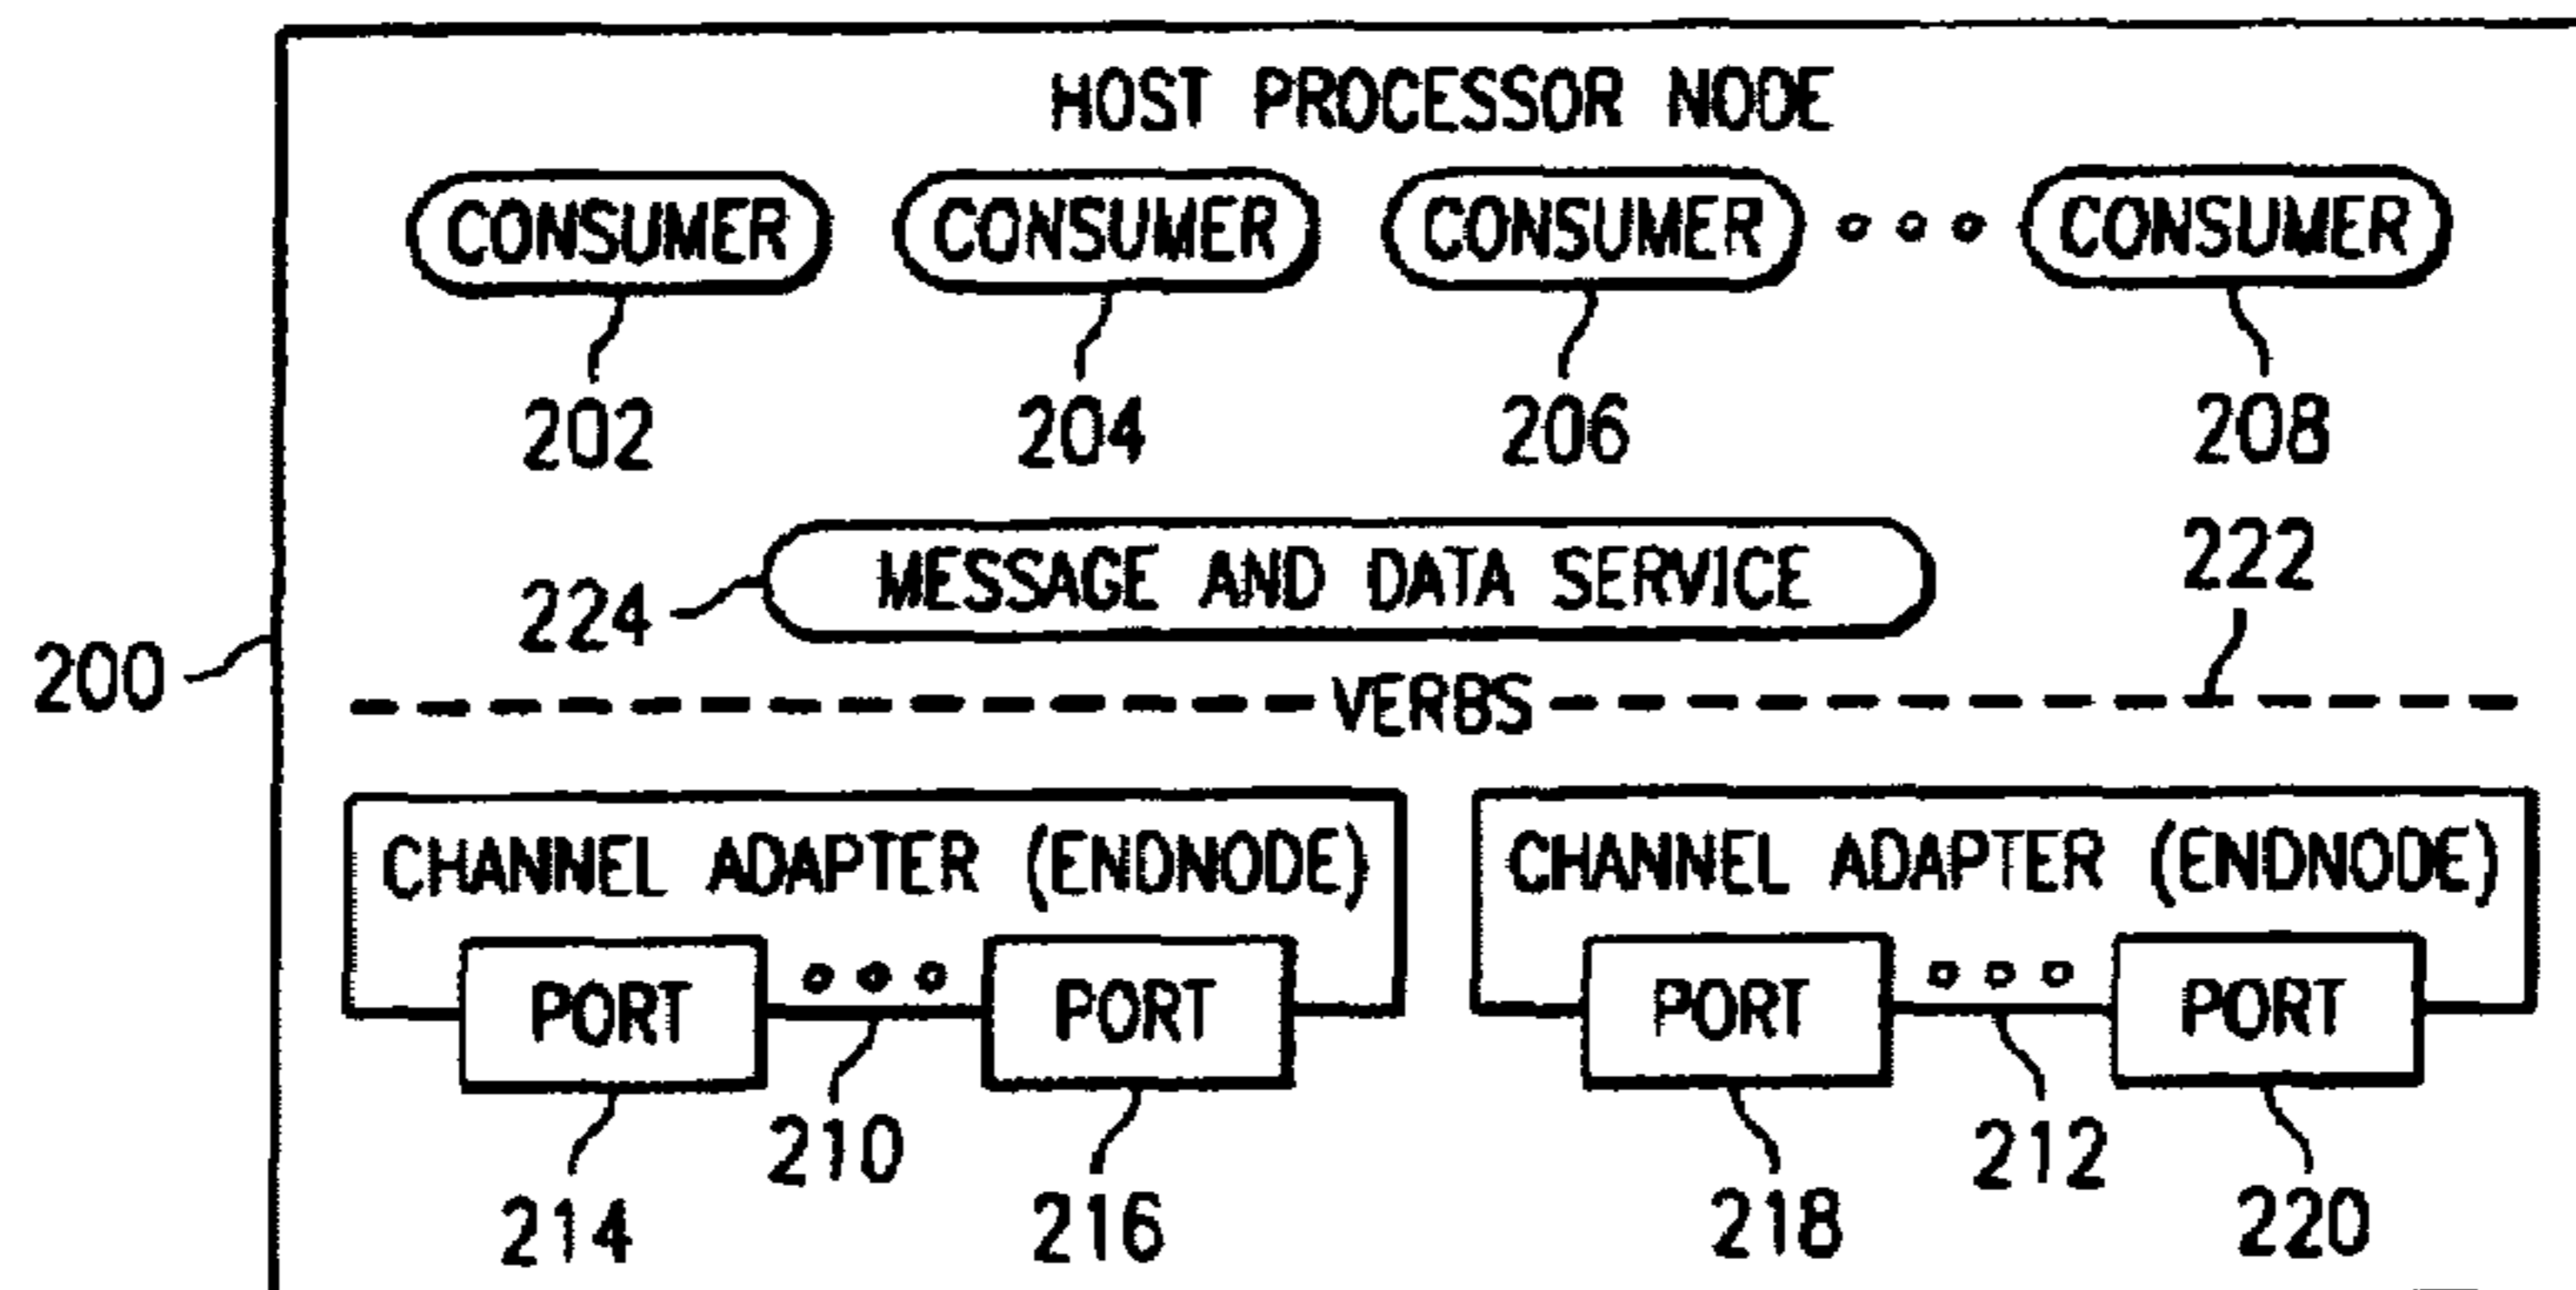 HOST PROCESSOR NODE
CONSUMER CONSUMER CONSUMER CONSUMER
202 204 206 208
MESSAGE AND DATA SERVICE
222
224
200
VERBS
CHANNEL ADAPTER (ENDNODE) CHANNEL ADAPTER (ENDNODE)
PORT PORT PORT PORT
210 212
214 216 218 220